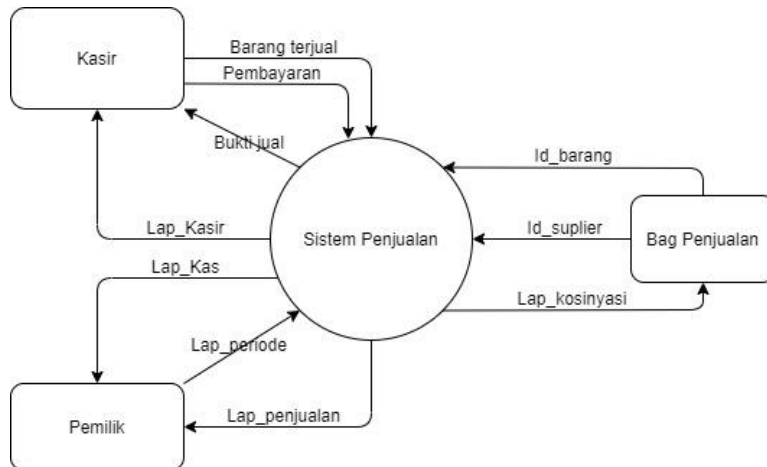 Kasir
Barang terjual
Pembayaran
Bukti jual
Id_barang
Lap_Kasir
Sistem Penjualan
Id_suplier
Bag Penjualan
Lap_Kas
Lap_kosinyasi
Lap_periode
Pemilik
Lap_penjualan